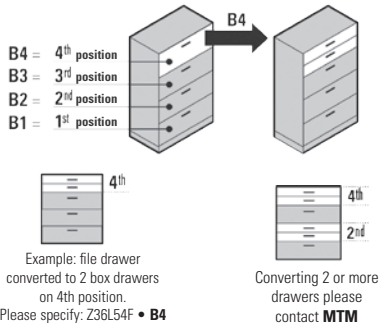 B4
B4 = 4th position
B3 = 3rd position
B2 = 2nd position
B1 = 1st position
4th
Example: file drawer
converted to 2 box drawers
on 4th position.
Please specify: Z36L54F • B4
4th
2nd
Converting 2 or more
drawers please
contact MTM